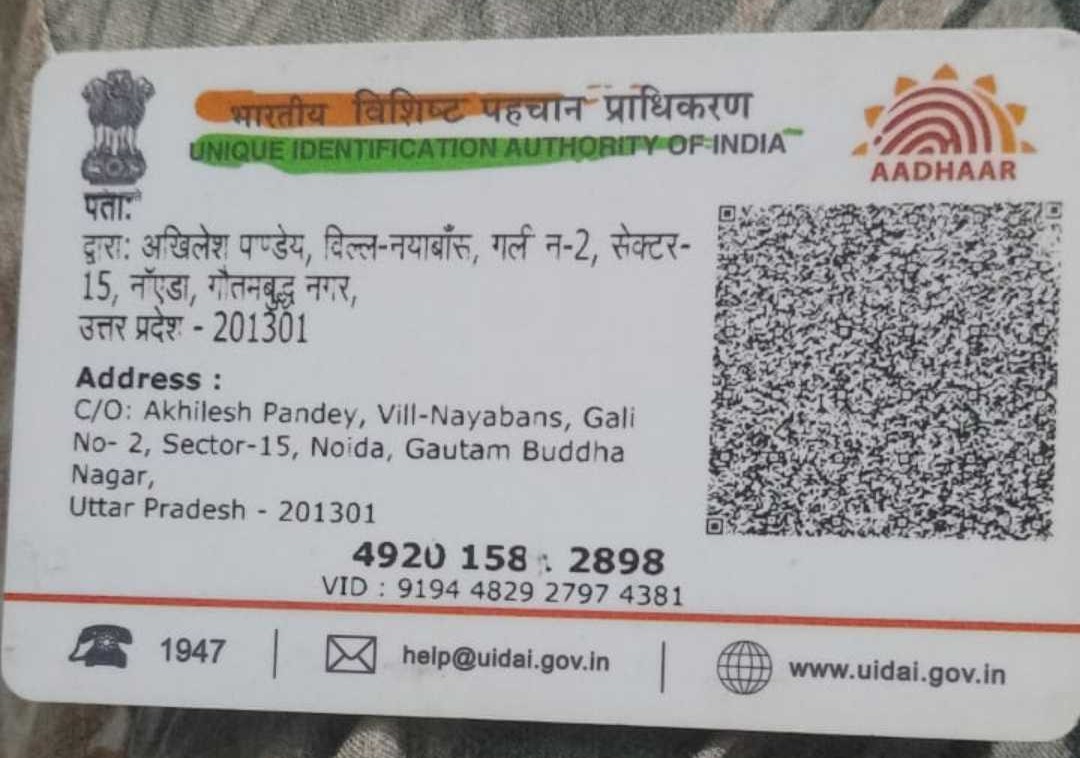 भारतीय विशिष्ट पहचान प्राधिकरण
UNIQUE IDENTIFICATION AUTHORITY OF INDIA
AADHAAR
पता:
द्वारा: अखिलेश पाण्डेय, विल्ल-नयाबाँस, गर्ल न-2, सेक्टर-
15, नॉएडा, गौतमबुद्ध नगर,
उत्तर प्रदेश - 201301
Address :
C/O: Akhilesh Pandey, Vill-Nayabans, Gali
No- 2, Sector-15, Noida, Gautam Buddha
Nagar,
Uttar Pradesh - 201301
4920 158 2898
VID : 9194 4829 2797 4381
1947
help@uidai.gov.in
www.uidai.gov.in